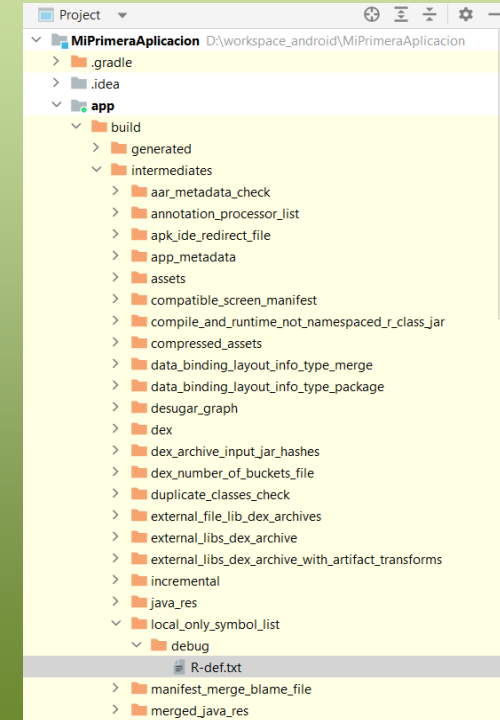 Project
MiPrimeraAplicacion D:\workspace_android\MiPrimeraAplicacion
.gradle
.idea
app
build
generated
intermediates
aar_metadata_check
annotation_processor_list
apk_ide_redirect_file
app_metadata
assets
compatible_screen_manifest
compile_and_runtime_not_namespaced_r_class_jar
compressed_assets
data_binding_layout_info_type_merge
data_binding_layout_info_type_package
desugar_graph
dex
dex_archive_input_jar_hashes
dex_number_of_buckets_file
duplicate_classes_check
external_file_lib_dex_archives
external_libs_dex_archive
external_libs_dex_archive_with_artifact_transforms
incremental
java_res
local_only_symbol_list
debug
R-def.txt
manifest_merge_blame_file
merged_java_res